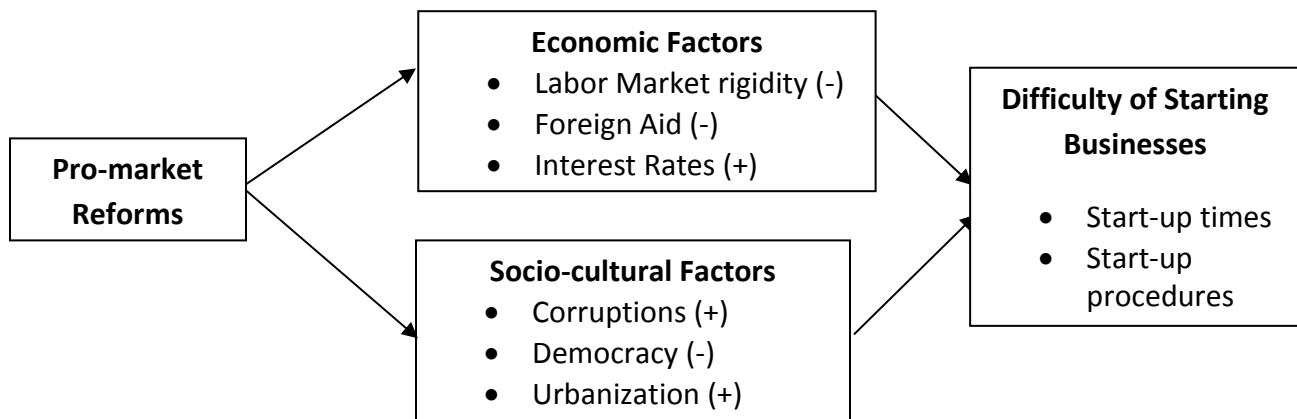 Pro-market
Reforms
Economic Factors
• Labor Market rigidity (-)
• Foreign Aid (-)
• Interest Rates (+)
Socio-cultural Factors
• Corruptions (+)
• Democracy (-)
• Urbanization (+)
Difficulty of Starting
Businesses
• Start-up times
• Start-up
procedures